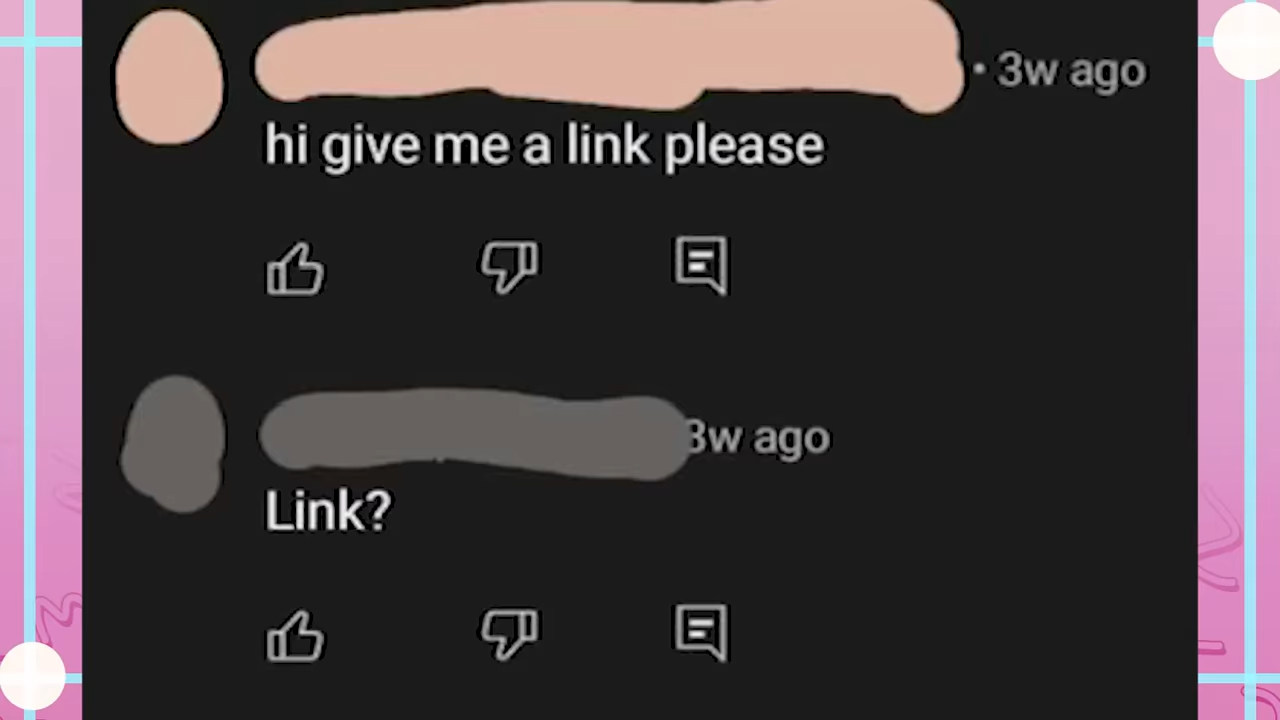 • 3w ago
hi give me a link please
3w ago
Link?